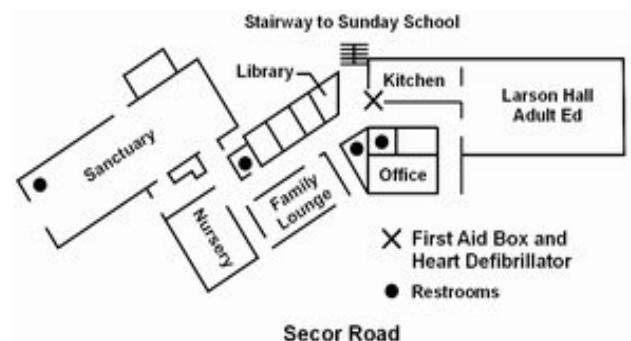 Stairway to Sunday School
Library
Kitchen
Larson Hall
Adult Ed
Sanctuary
Office
Family
Lounge
Nursery
First Aid Box and
Heart Defibrillator
Restrooms
Secor Road